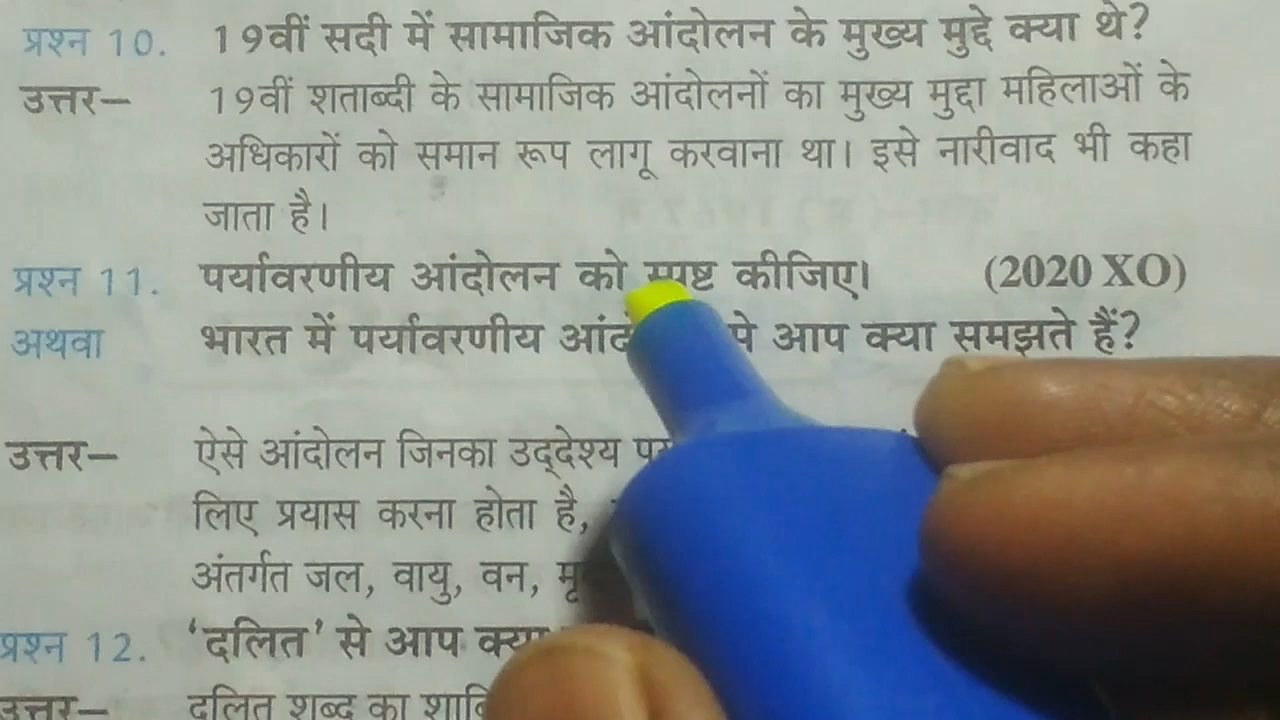 प्रश्न 10. 19वीं सदी में सामाजिक आंदोलन के मुख्य मुद्दे क्या थे?
उत्तर– 19वीं शताब्दी के सामाजिक आंदोलनों का मुख्य मुद्दा महिलाओं के
अधिकारों को समान रूप लागू करवाना था। इसे नारीवाद भी कहा
जाता है।
प्रश्न 11. पर्यावरणीय आंदोलन को स्पष्ट कीजिए। (2020 XO)
अथवा भारत में पर्यावरणीय आप क्या समझते हैं?
उत्तर– ऐसे आंदोलन जिनका उद्देश्य
लिए प्रयास करना होता है,
अंतर्गत जल, वायु, वन,
प्रश्न 12. 'दलित' से आप क्या
उत्तर– दलित शब्द का